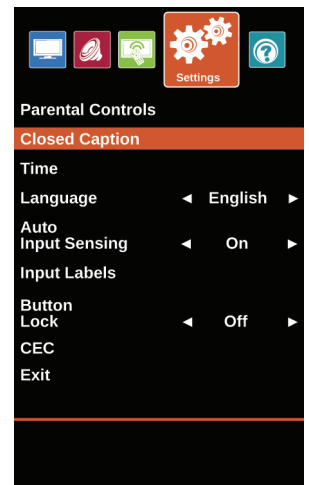 Settings
Parental Controls
Closed Caption
Time
Language ◄ English ►
Auto
Input Sensing ◄ On ►
Input Labels
Button
Lock ◄ Off ►
CEC
Exit